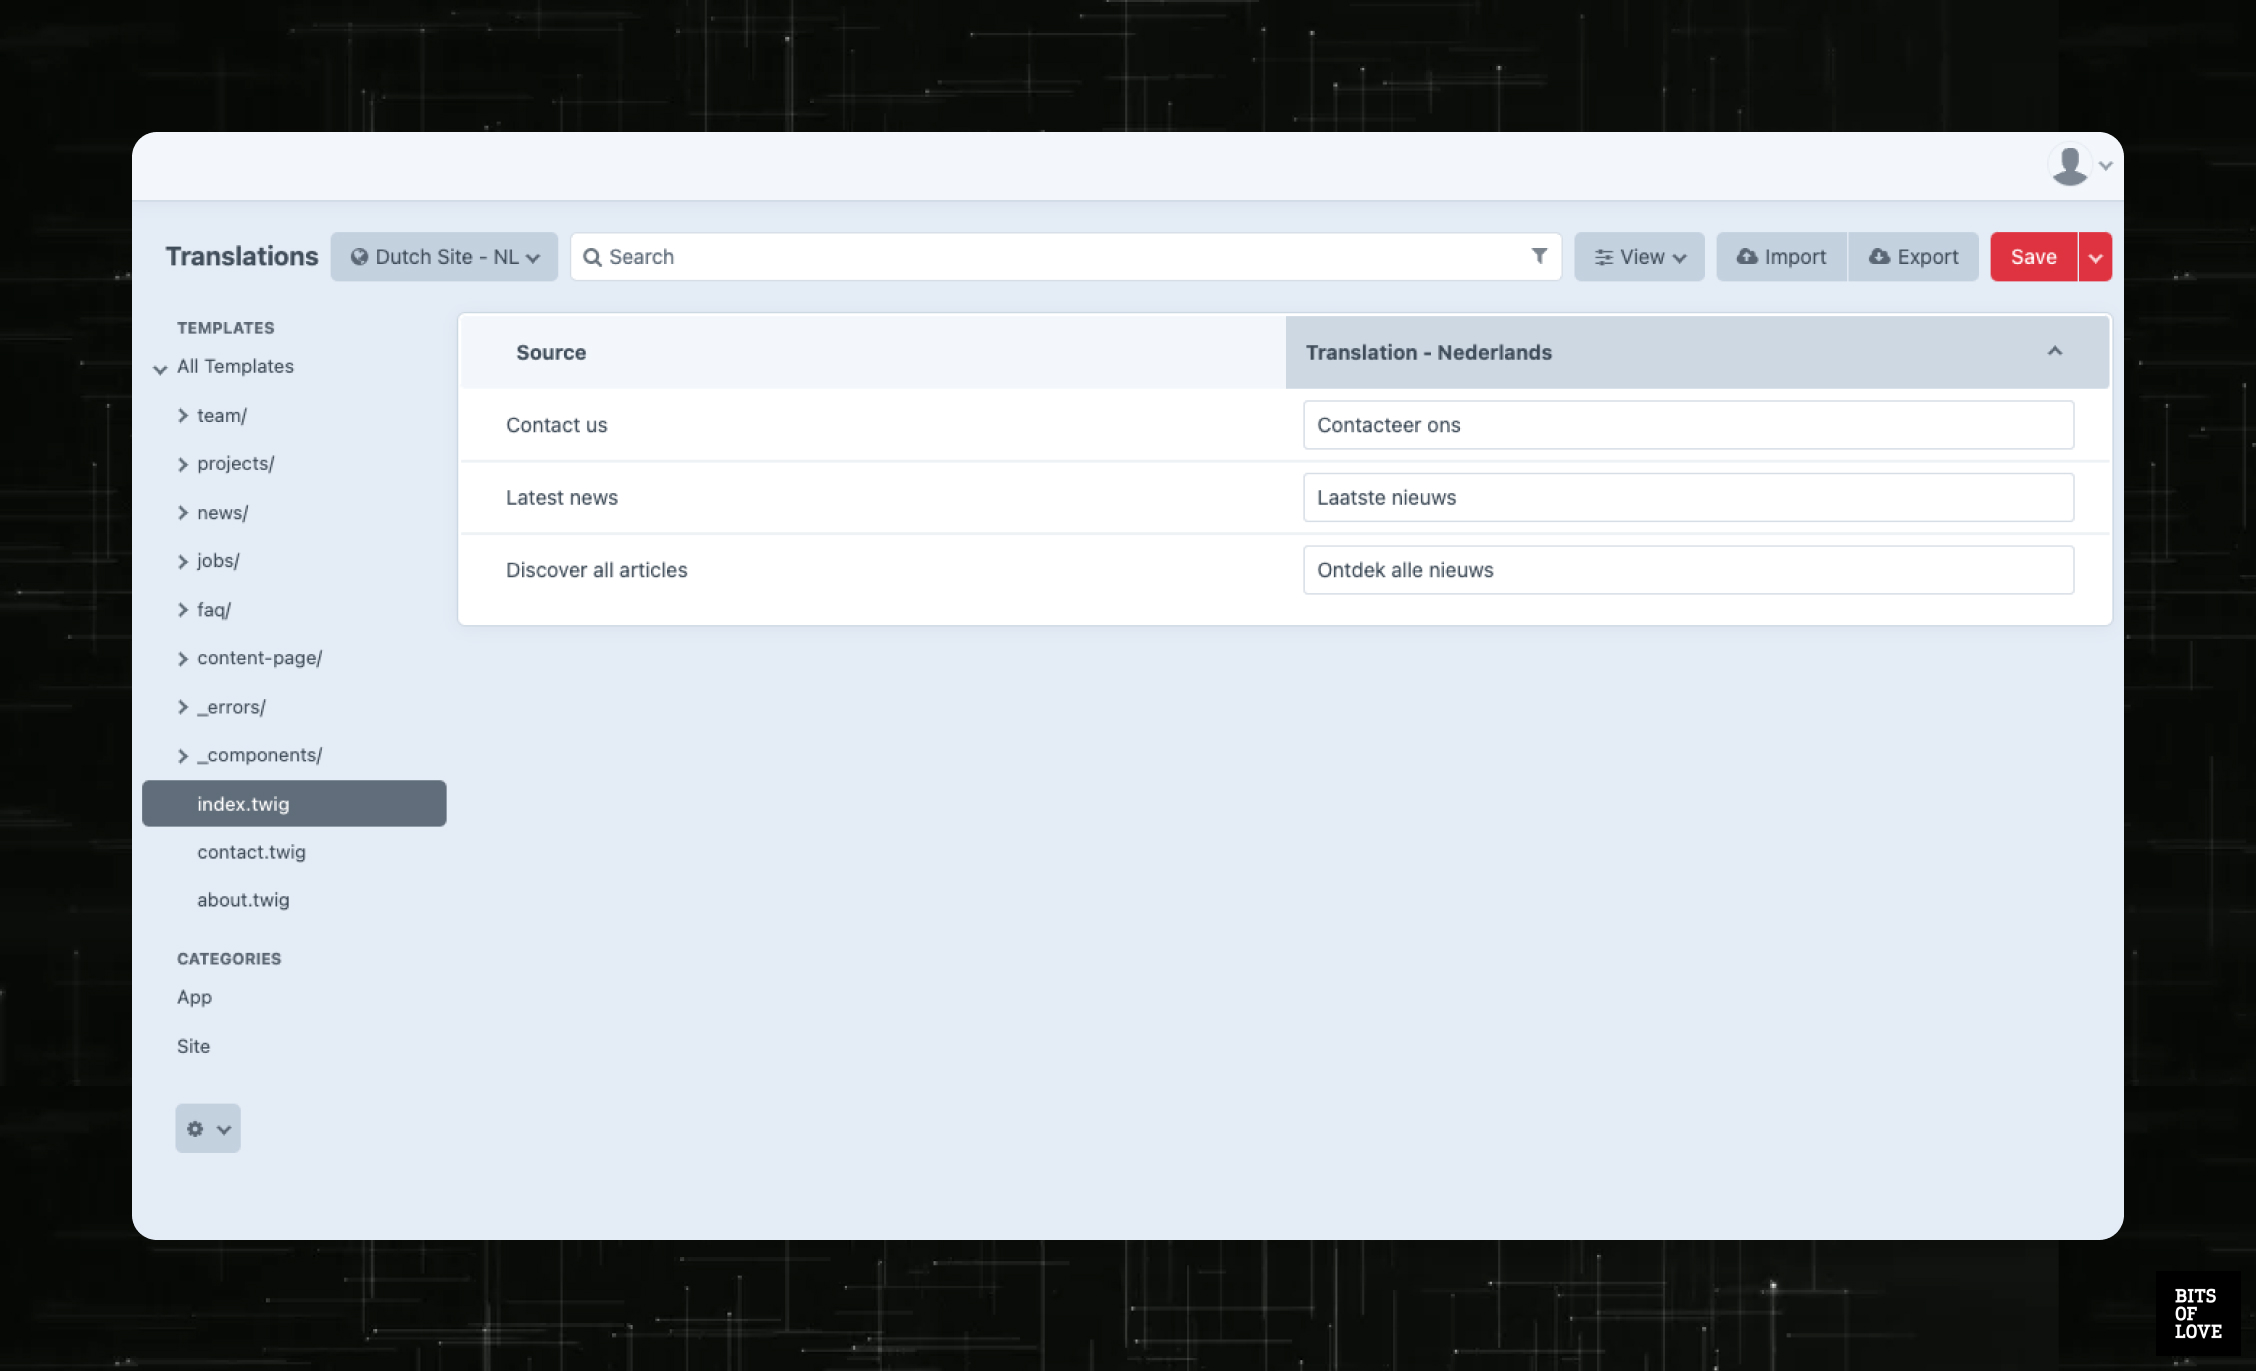 Translations
Dutch Site - NL
Search
View
Import
Export
Save
TEMPLATES
All Templates
team/
projects/
news/
jobs/
faq/
content-page/
_errors/
_components/
index.twig
contact.twig
about.twig
CATEGORIES
App
Site
Source
Translation - Nederlands
Contact us
Contacteer ons
Latest news
Laatste nieuws
Discover all articles
Ontdek alle nieuws
BITS
OF
LOVE